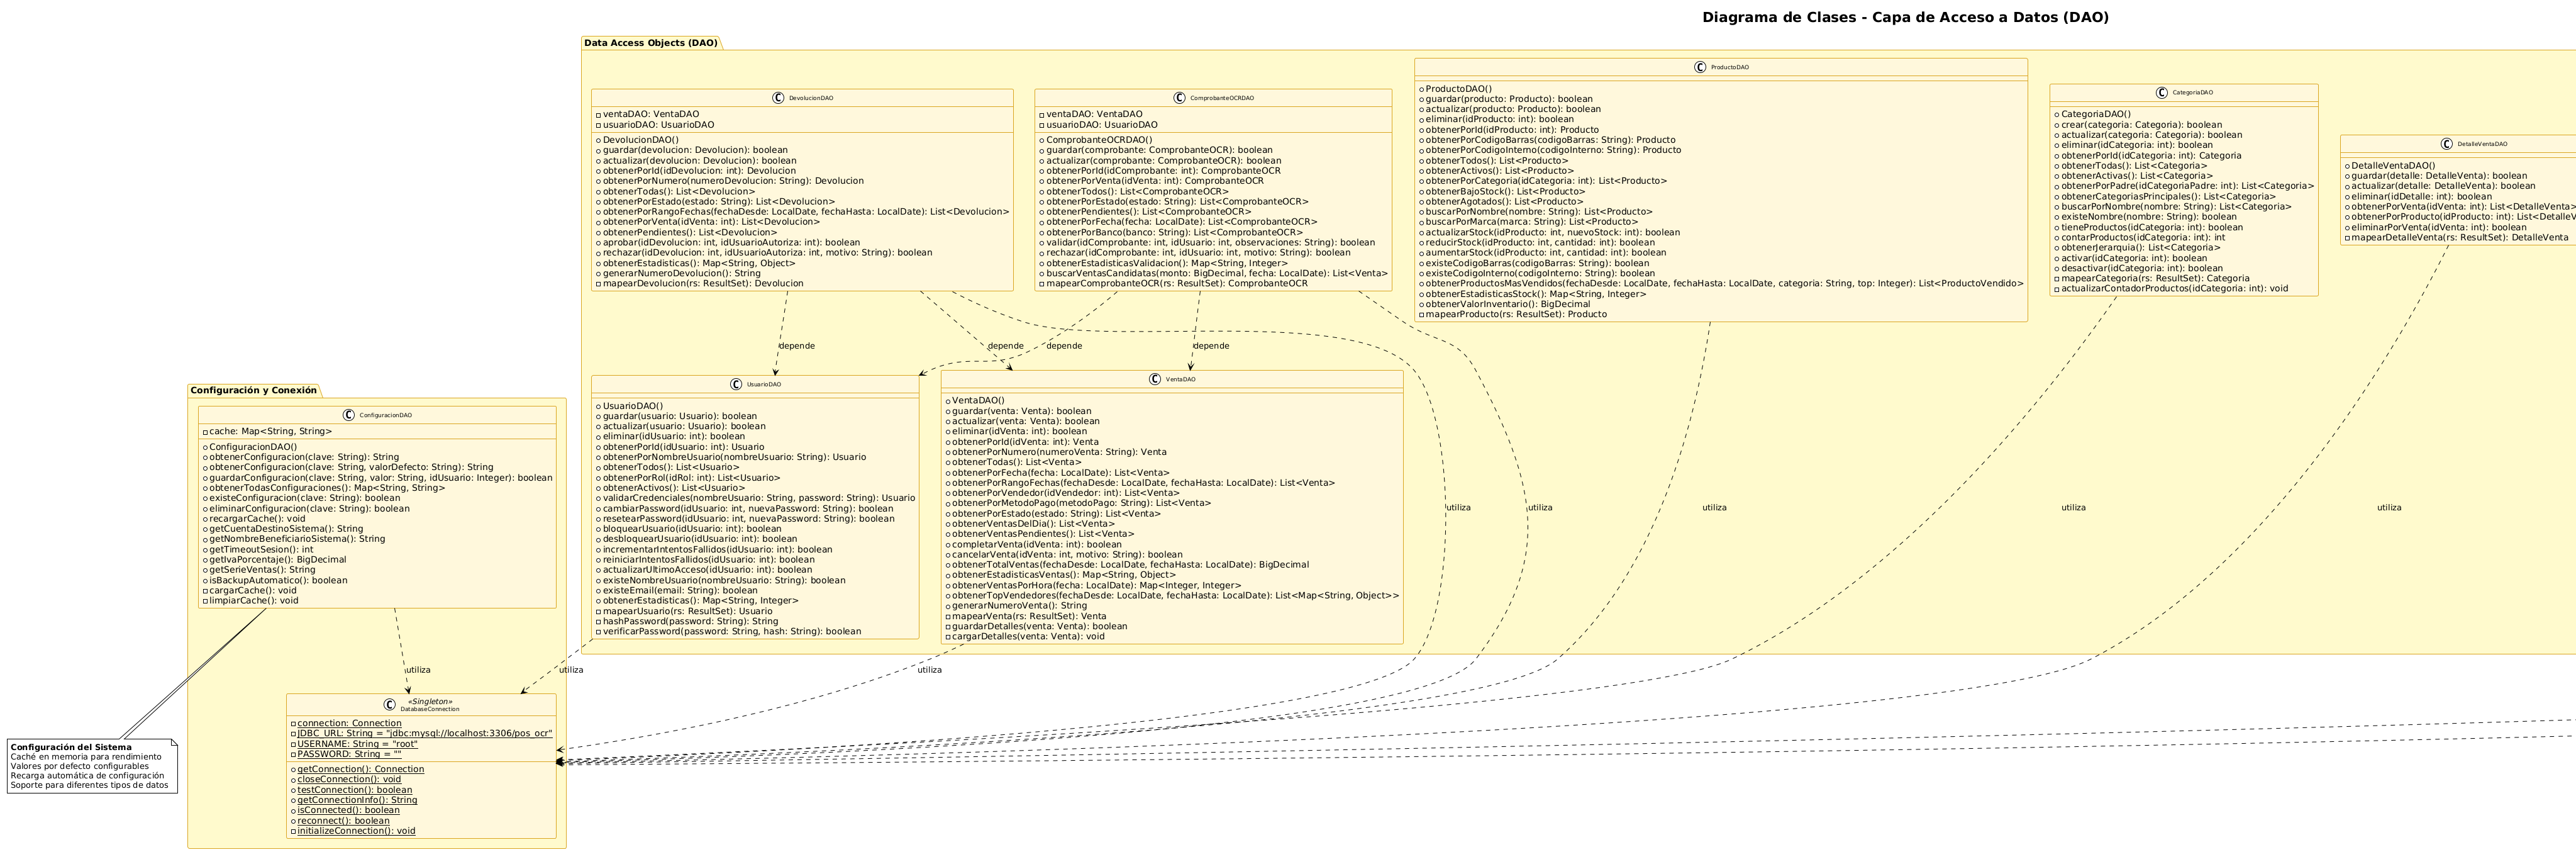 Diagrama de Clases - Capa de Acceso a Datos (DAO)
Data Access Objects (DAO)
DevolucionDAO
ventaDAO: VentaDAO
usuarioDAO: UsuarioDAO
DevolucionDAO()
guardar(devolucion: Devolucion): boolean
actualizar(devolucion: Devolucion): boolean
obtenerPorId(idDevolucion: int): Devolucion
obtenerPorNumero(numeroDevolucion: String): Devolucion
obtenerTodas(): List<Devolucion>
obtenerPorEstado(estado: String): List<Devolucion>
obtenerPorRangoFechas(fechaDesde: LocalDate, fechaHasta: LocalDate): List<Devolucion>
obtenerPorVenta(idVenta: int): List<Devolucion>
obtenerPendientes(): List<Devolucion>
aprobar(idDevolucion: int, idUsuarioAutoriza: int): boolean
rechazar(idDevolucion: int, idUsuarioAutoriza: int, motivo: String): boolean
obtenerEstadisticas(): Map<String, Object>
generarNumeroDevolucion(): String
mapearDevolucion(rs: ResultSet): Devolucion
ComprobanteOCRDAO
ventaDAO: VentaDAO
usuarioDAO: UsuarioDAO
ComprobanteOCRDAO()
guardar(comprobante: ComprobanteOCR): boolean
actualizar(comprobante: ComprobanteOCR): boolean
obtenerPorId(idComprobante: int): ComprobanteOCR
obtenerPorVenta(idVenta: int): ComprobanteOCR
obtenerTodos(): List<ComprobanteOCR>
obtenerPorEstado(estado: String): List<ComprobanteOCR>
obtenerPendientes(): List<ComprobanteOCR>
obtenerPorFecha(fecha: LocalDate): List<ComprobanteOCR>
obtenerPorBanco(banco: String): List<ComprobanteOCR>
validar(idComprobante: int, idUsuario: int, observaciones: String): boolean
rechazar(idComprobante: int, idUsuario: int, motivo: String): boolean
obtenerEstadisticasValidacion(): Map<String, Integer>
buscarVentasCandidatas(monto: BigDecimal, fecha: LocalDate): List<Venta>
mapearComprobanteOCR(rs: ResultSet): ComprobanteOCR
ProductoDAO
ProductoDAO()
guardar(producto: Producto): boolean
actualizar(producto: Producto): boolean
eliminar(idProducto: int): boolean
obtenerPorId(idProducto: int): Producto
obtenerPorCodigoBarras(codigoBarras: String): Producto
obtenerPorCodigoInterno(codigoInterno: String): Producto
obtenerTodos(): List<Producto>
obtenerActivos(): List<Producto>
obtenerPorCategoria(idCategoria: int): List<Producto>
obtenerBajoStock(): List<Producto>
obtenerAgotados(): List<Producto>
buscarPorNombre(nombre: String): List<Producto>
buscarPorMarca(marca: String): List<Producto>
actualizarStock(idProducto: int, nuevoStock: int): boolean
reducirStock(idProducto: int, cantidad: int): boolean
aumentarStock(idProducto: int, cantidad: int): boolean
existeCodigoBarras(codigoBarras: String): boolean
existeCodigoInterno(codigoInterno: String): boolean
obtenerProductosMasVendidos(fechaDesde: LocalDate, fechaHasta: LocalDate, categoria: String, top: Integer): List<ProductoVendido>
obtenerEstadisticasStock(): Map<String, Integer>
obtenerValorInventario(): BigDecimal
mapearProducto(rs: ResultSet): Producto
CategoriaDAO
CategoriaDAO()
crear(categoria: Categoria): boolean
actualizar(categoria: Categoria): boolean
eliminar(idCategoria: int): boolean
obtenerPorId(idCategoria: int): Categoria
obtenerTodas(): List<Categoria>
obtenerActivas(): List<Categoria>
obtenerPorPadre(idCategoriaPadre: int): List<Categoria>
obtenerCategoriasPrincipales(): List<Categoria>
buscarPorNombre(nombre: String): List<Categoria>
existeNombre(nombre: String): boolean
tieneProductos(idCategoria: int): boolean
contarProductos(idCategoria: int): int
obtenerJerarquia(): List<Categoria>
activar(idCategoria: int): boolean
desactivar(idCategoria: int): boolean
mapearCategoria(rs: ResultSet): Categoria
actualizarContadorProductos(idCategoria: int): void
DetalleVentaDAO
DetalleVentaDAO()
guardar(detalle: DetalleVenta): boolean
actualizar(detalle: DetalleVenta): boolean
eliminar(idDetalle: int): boolean
obtenerPorVenta(idVenta: int): List<DetalleVenta>
obtenerPorProducto(idProducto: int): List<DetalleV
eliminarPorVenta(idVenta: int): boolean
mapearDetalleVenta(rs: ResultSet): DetalleVenta
depende
depende
depende
depende
Configuración y Conexión
ConfiguracionDAO
cache: Map<String, String>
ConfiguracionDAO()
obtenerConfiguracion(clave: String): String
obtenerConfiguracion(clave: String, valorDefecto: String): String
guardarConfiguracion(clave: String, valor: String, idUsuario: Integer): boolean
obtenerTodasConfiguraciones(): Map<String, String>
existeConfiguracion(clave: String): boolean
eliminarConfiguracion(clave: String): boolean
recargarCache(): void
getCuentaDestinoSistema(): String
getNombreBeneficiarioSistema(): String
getTimeoutSesion(): int
getIvaPorcentaje(): BigDecimal
getSerieVentas(): String
isBackupAutomatico(): boolean
cargarCache(): void
limpiarCache(): void
UsuarioDAO
UsuarioDAO()
guardar(usuario: Usuario): boolean
actualizar(usuario: Usuario): boolean
eliminar(idUsuario: int): boolean
obtenerPorId(idUsuario: int): Usuario
obtenerPorNombreUsuario(nombreUsuario: String): Usuario
obtenerTodos(): List<Usuario>
obtenerPorRol(idRol: int): List<Usuario>
obtenerActivos(): List<Usuario>
validarCredenciales(nombreUsuario: String, password: String): Usuario
cambiarPassword(idUsuario: int, nuevaPassword: String): boolean
resetearPassword(idUsuario: int, nuevaPassword: String): boolean
bloquearUsuario(idUsuario: int): boolean
desbloquearUsuario(idUsuario: int): boolean
incrementarIntentosFallidos(idUsuario: int): boolean
reiniciarIntentosFallidos(idUsuario: int): boolean
actualizarUltimoAcceso(idUsuario: int): boolean
existeNombreUsuario(nombreUsuario: String): boolean
existeEmail(email: String): boolean
obtenerEstadisticas(): Map<String, Integer>
mapearUsuario(rs: ResultSet): Usuario
hashPassword(password: String): String
verificarPassword(password: String, hash: String): boolean
VentaDAO
VentaDAO()
guardar(venta: Venta): boolean
actualizar(venta: Venta): boolean
eliminar(idVenta: int): boolean
obtenerPorId(idVenta: int): Venta
obtenerPorNumero(numeroVenta: String): Venta
obtenerTodas(): List<Venta>
obtenerPorFecha(fecha: LocalDate): List<Venta>
obtenerPorRangoFechas(fechaDesde: LocalDate, fechaHasta: LocalDate): List<Venta>
obtenerPorVendedor(idVendedor: int): List<Venta>
obtenerPorMetodoPago(metodoPago: String): List<Venta>
obtenerPorEstado(estado: String): List<Venta>
obtenerVentasDelDia(): List<Venta>
obtenerVentasPendientes(): List<Venta>
completarVenta(idVenta: int): boolean
cancelarVenta(idVenta: int, motivo: String): boolean
obtenerTotalVentas(fechaDesde: LocalDate, fechaHasta: LocalDate): BigDecimal
obtenerEstadisticasVentas(): Map<String, Object>
obtenerVentasPorHora(fecha: LocalDate): Map<Integer, Integer>
obtenerTopVendedores(fechaDesde: LocalDate, fechaHasta: LocalDate): List<Map<String, Object>>
generarNumeroVenta(): String
mapearVenta(rs: ResultSet): Venta
guardarDetalles(venta: Venta): boolean
cargarDetalles(venta: Venta): void
utiliza
utiliza
utiliza
utiliza
utiliza
utiliza
utiliza
utiliza
«Singleton»
DatabaseConnection
connection: Connection
JDBC_URL: String = "jdbc:mysql://localhost:3306/pos_ocr"
USERNAME: String = "root"
PASSWORD: String = ""
getConnection(): Connection
closeConnection(): void
testConnection(): boolean
getConnectionInfo(): String
isConnected(): boolean
reconnect(): boolean
initializeConnection(): void
Configuración del Sistema
Caché en memoria para rendimiento
Valores por defecto configurables
Recarga automática de configuración
Soporte para diferentes tipos de datos